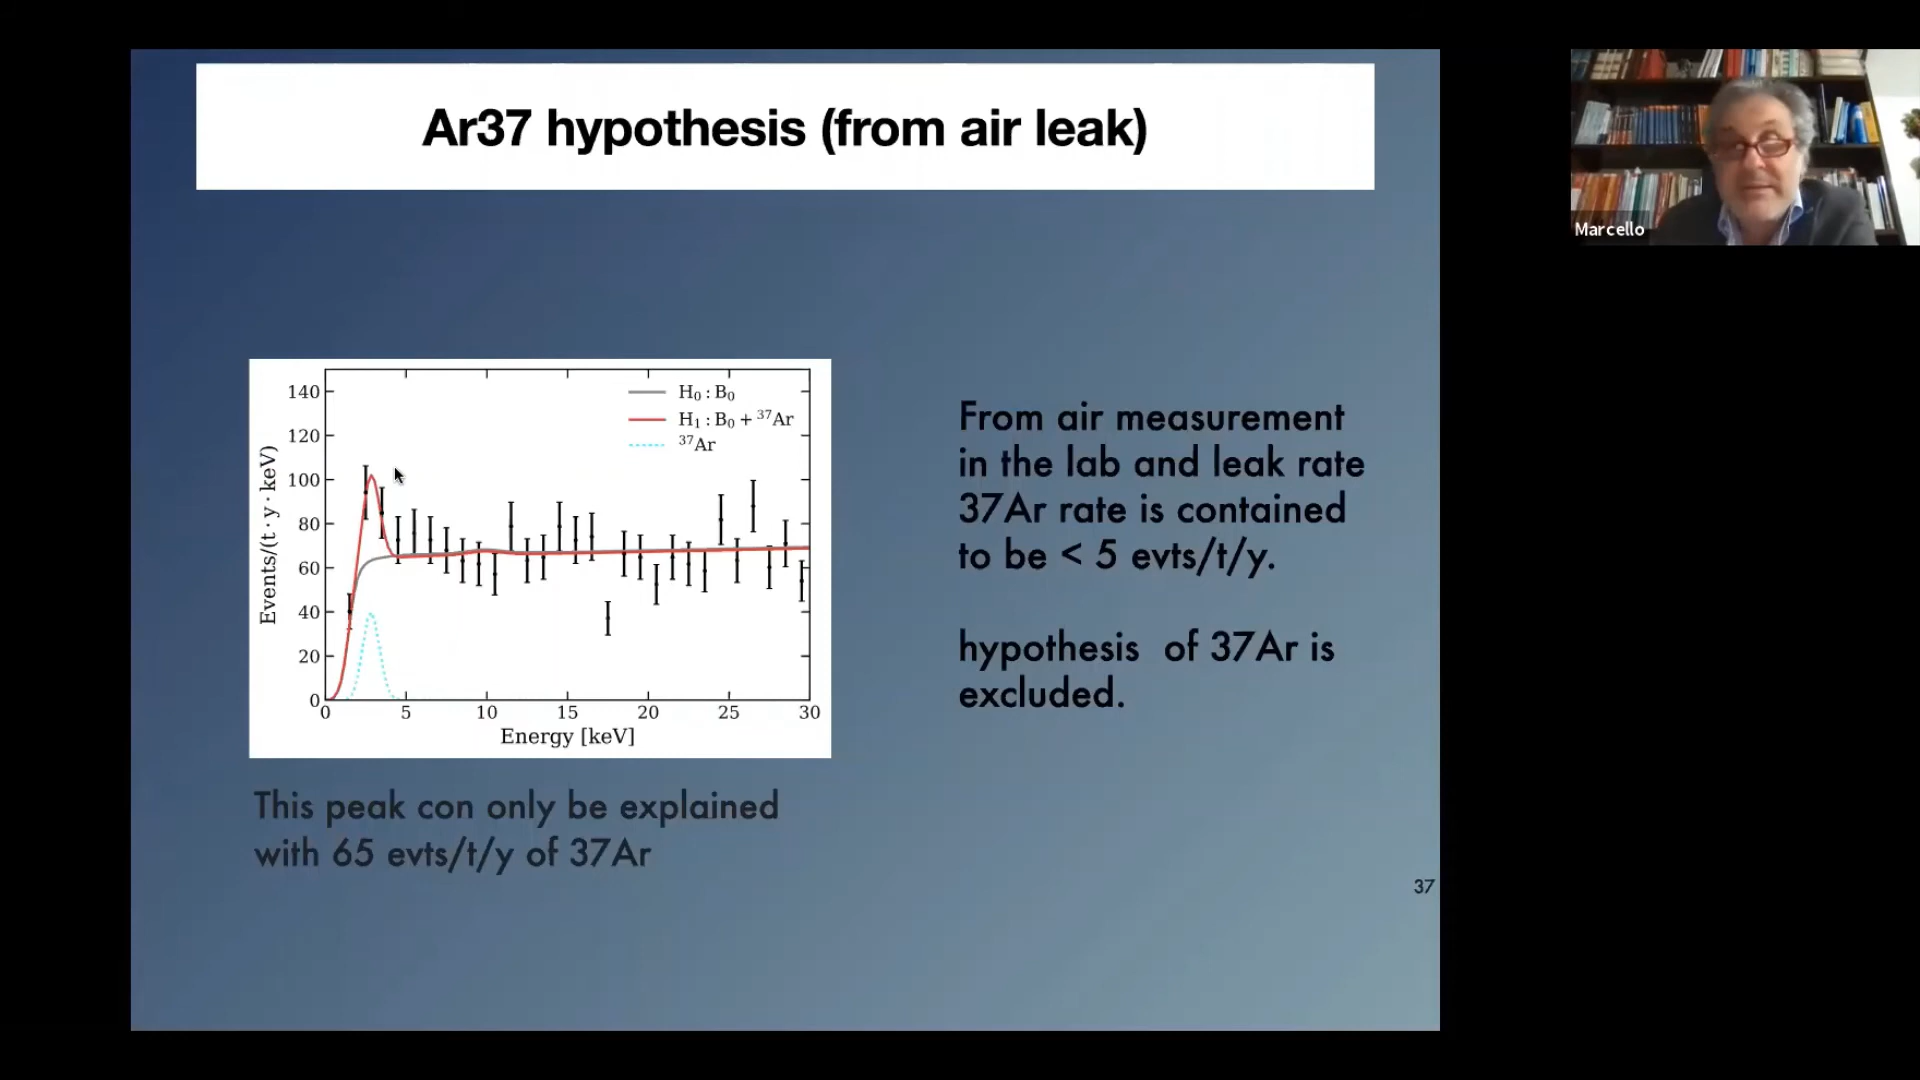 Ar37 hypothesis (from air leak)
Marcello
140
120
100
80
60
40
20
0
Events/(t · y · keV)
H₀ : B₀
H₁ : B₀ + ³⁷Ar
³⁷Ar
0 5 10 15 20 25 30
Energy [keV]
From air measurement
in the lab and leak rate
37Ar rate is contained
to be < 5 evts/t/y.
hypothesis of 37Ar is
excluded.
This peak con only be explained
with 65 evts/t/y of 37Ar
37